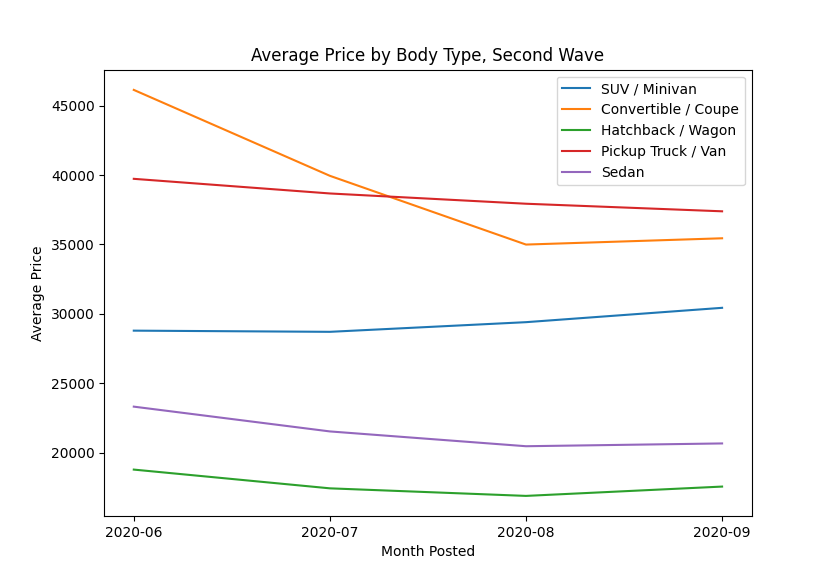 Average Price by Body Type, Second Wave
SUV / Minivan
Convertible / Coupe
Hatchback / Wagon
Pickup Truck / Van
Sedan
Average Price
45000
40000
35000
30000
25000
20000
2020-06 2020-07 2020-08 2020-09
Month Posted